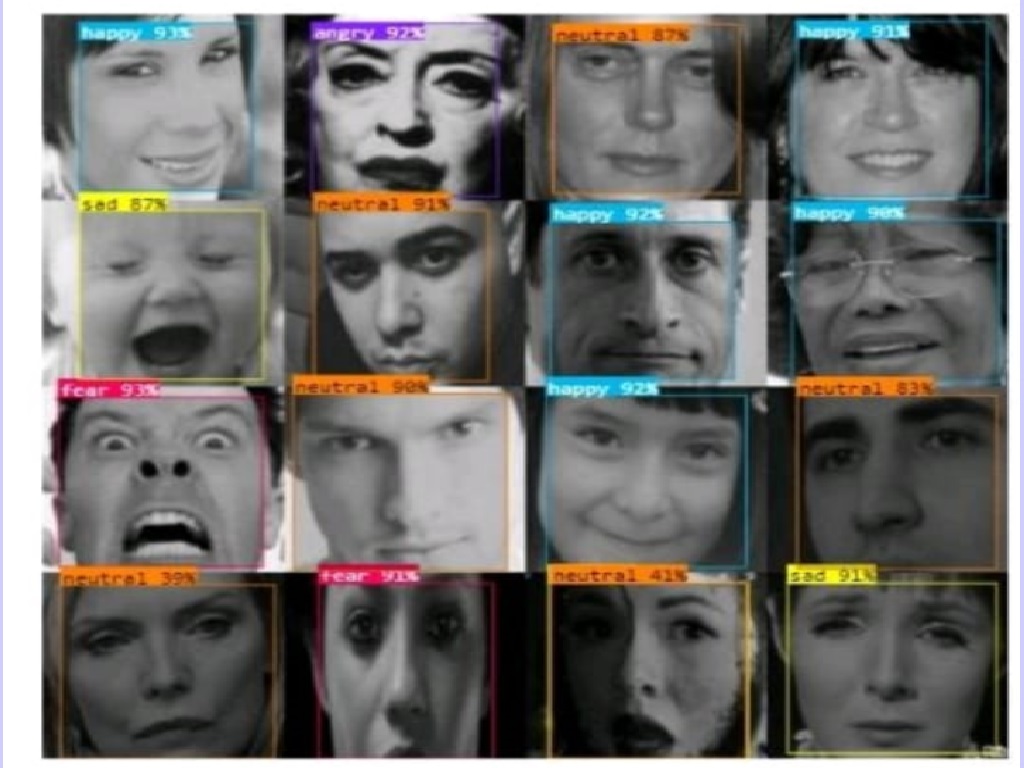 happy 93%
angry 92%
neutral 87%
happy 91%
sad 87%
neutral 91%
happy 92%
happy 90%
fear 93%
neutral 90%
happy 92%
neutral 83%
neutral 39%
fear 91%
neutral 41%
sad 91%